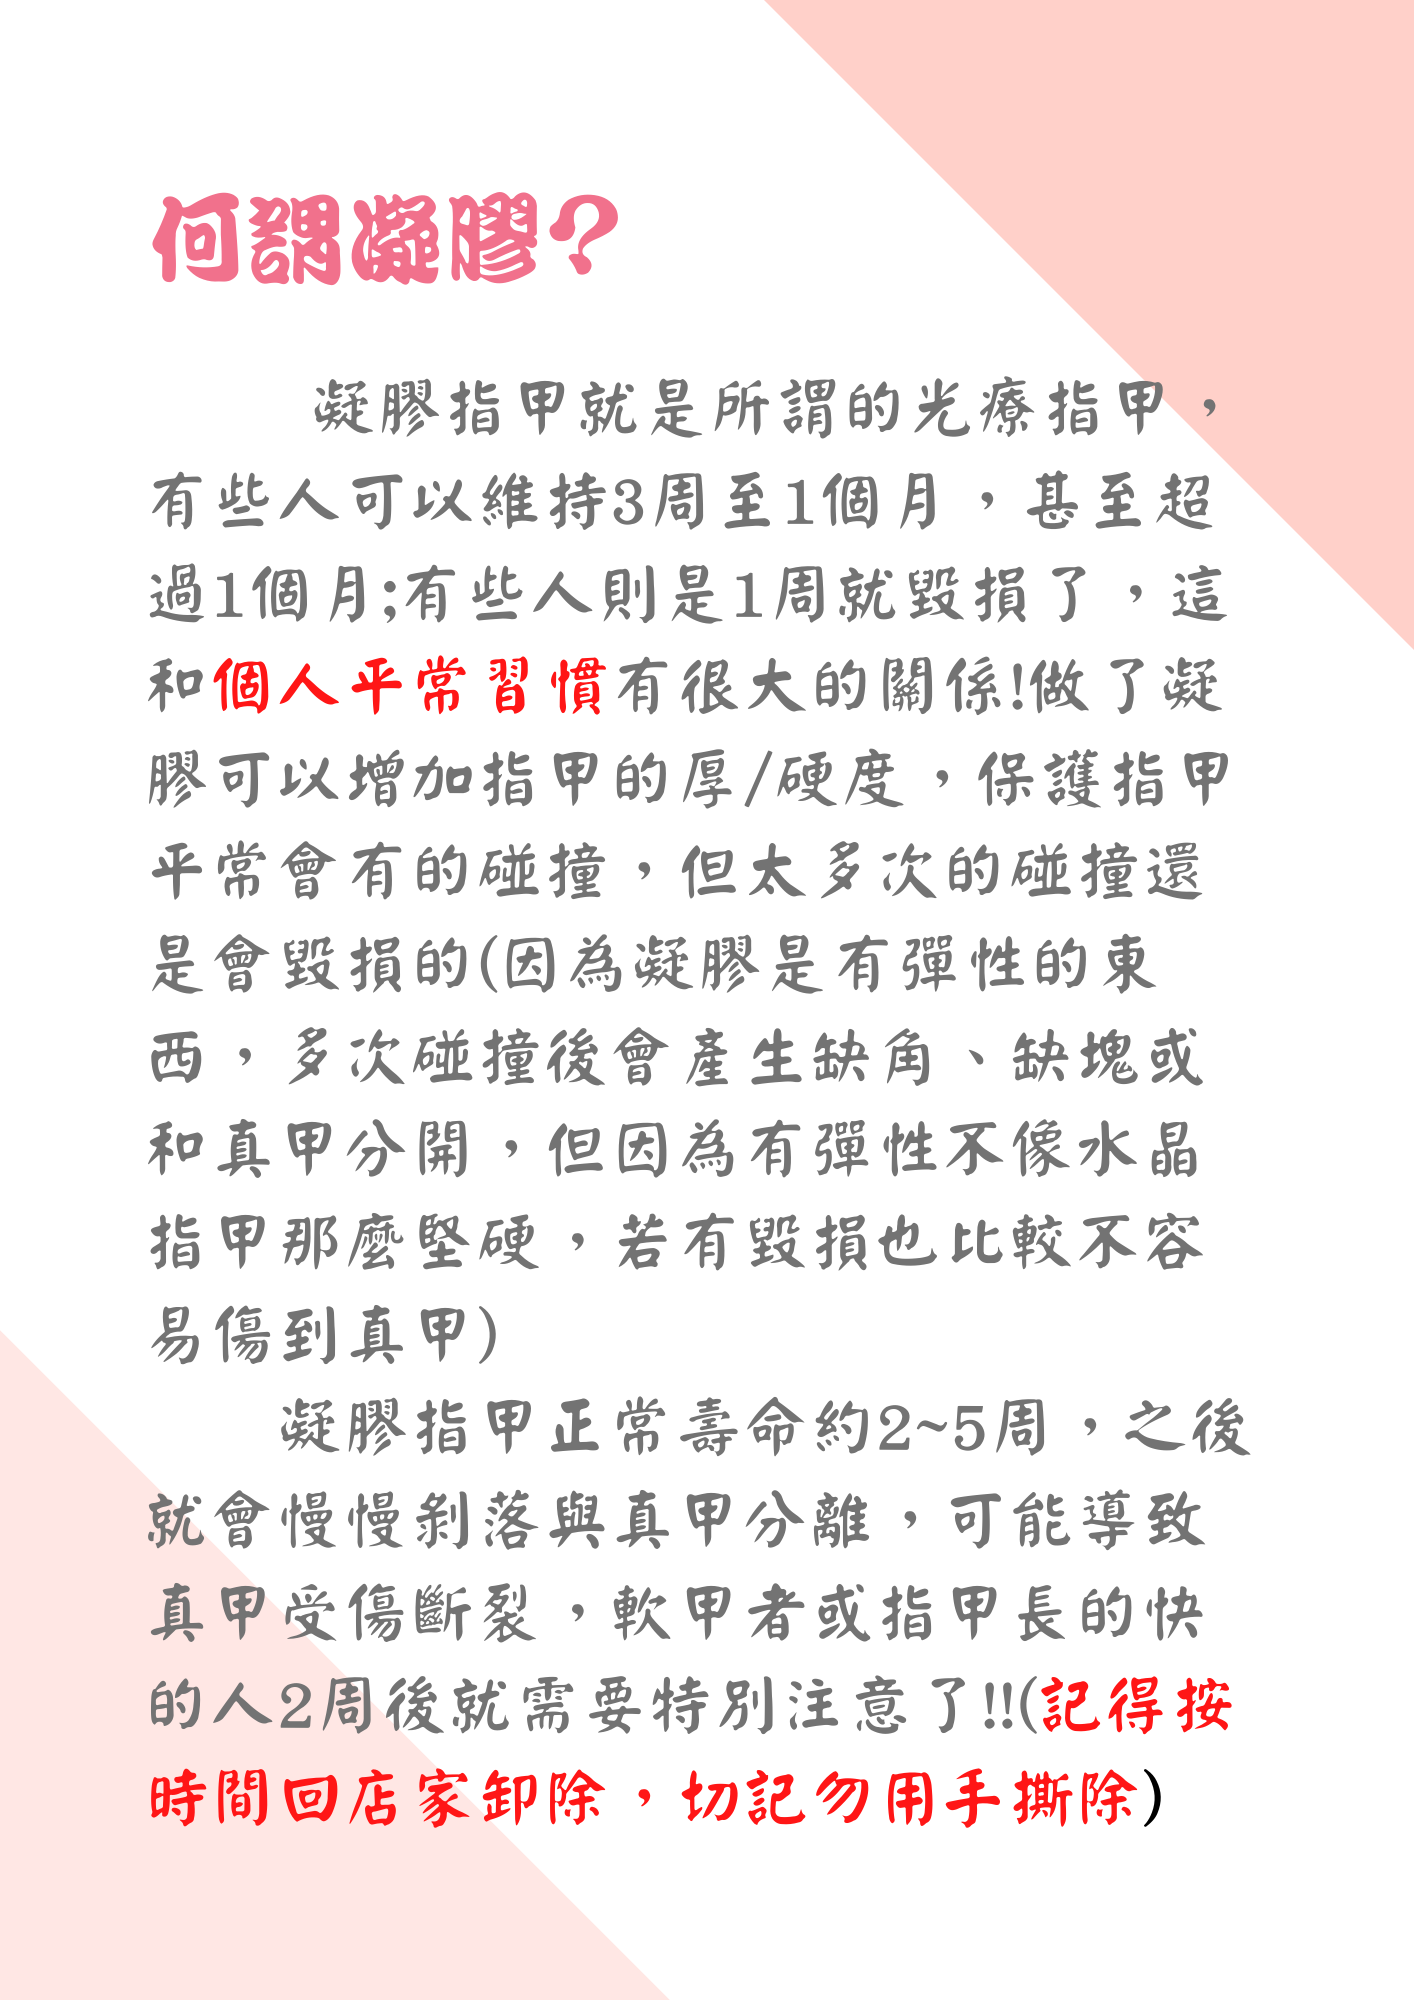 何謂凝膠?
凝膠指甲就是所謂的光療指甲，
有些人可以維持3周至1個月，甚至超
過1個月;有些人則是1周就毀損了，這
和個人平常習慣有很大的關係!做了凝
膠可以增加指甲的厚/硬度，保護指甲
平常會有的碰撞，但太多次的碰撞還
是會毀損的(因為凝膠是有彈性的東
西，多次碰撞後會產生缺角、缺塊或
和真甲分開，但因為有彈性不像水晶
指甲那麼堅硬，若有毀損也比較不容
易傷到真甲)
凝膠指甲正常壽命約2~5周，之後
就會慢慢剝落與真甲分離，可能導致
真甲受傷斷裂，軟甲者或指甲長的快
的人2周後就需要特別注意了!!(記得按
時間回店家卸除，切記勿用手撕除)